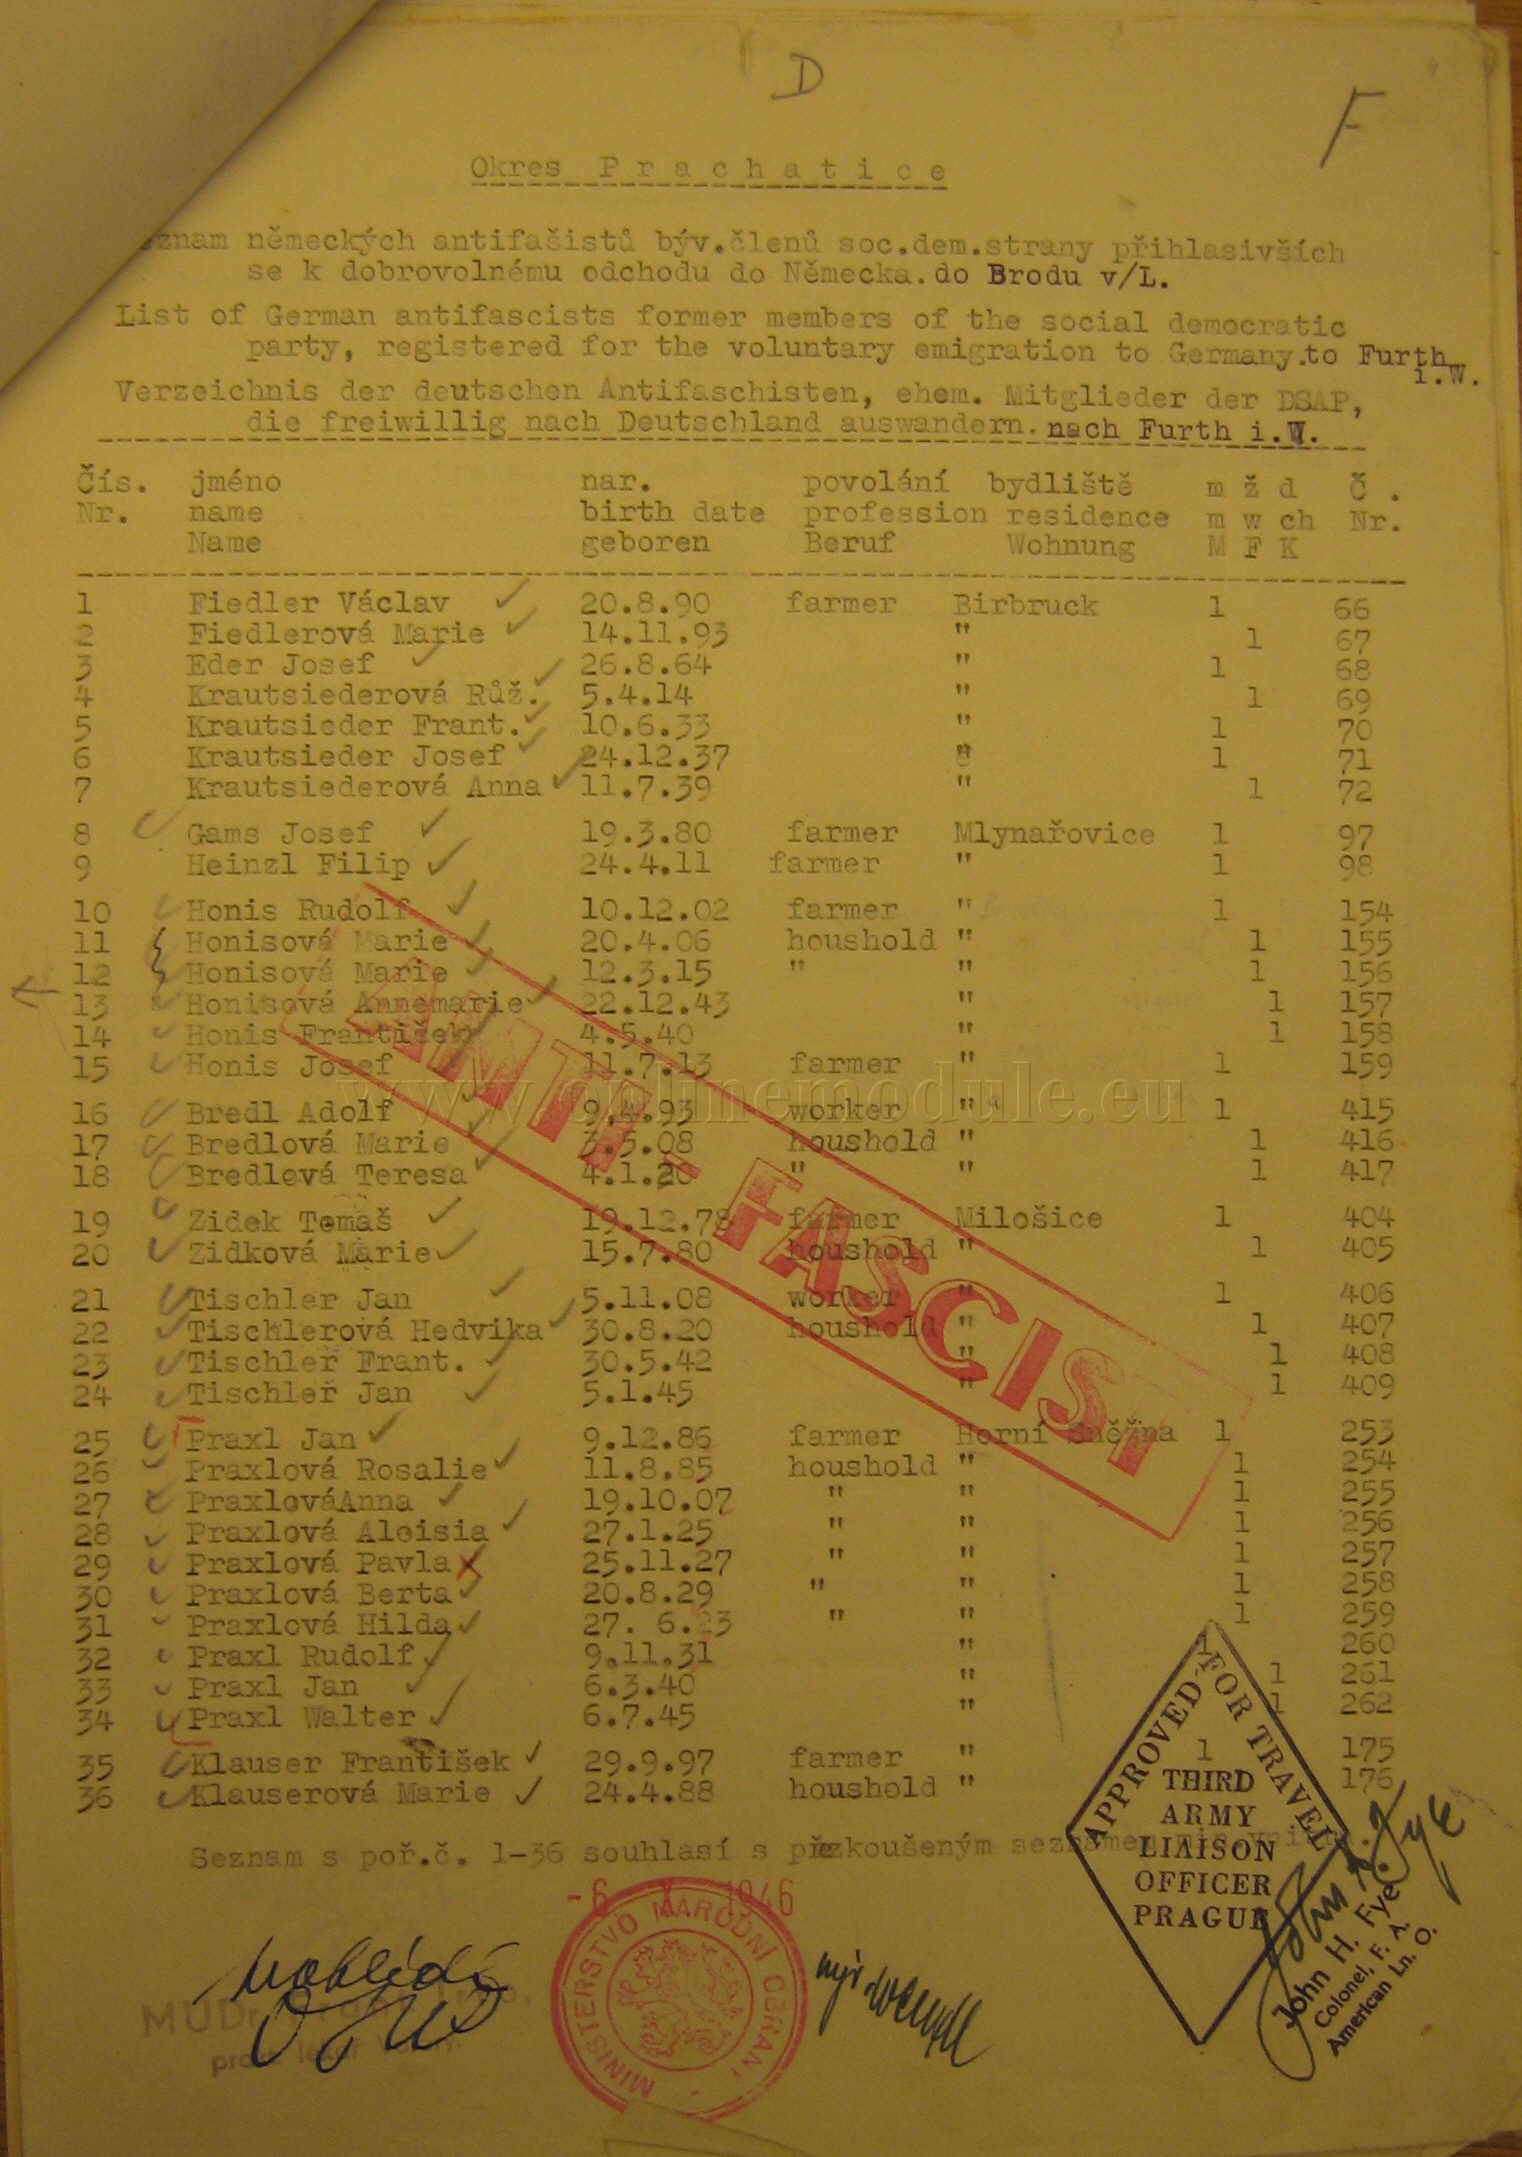 D
F
Okres Prachatice
německých antifašistů býv.členů soc.dem.strany přihlasivších
se k dobrovolnému odchodu do Německa.do Brodu v/L.
List of German antifascists former members of the social democratic
party, registered for the voluntary emigration to Germany.to Furth
i.W.
Verzeichnis der deutschen Antifaschisten, ehem. Mitglieder der DSAP,
die freiwillig nach Deutschland auswandern.nach Furth i.W.
Čís. jméno nar. povolání bydliště m ž d Č.
Nr. name birth date profession residence m w ch Nr.
Name geboren Beruf Wohnung M F K
1 Fiedler Václav 20.8.90 farmer Birbruck 1 66
2 Fiedlerová Marie 14.11.93 " 1 67
3 Eder Josef 26.8.64 " 1 68
4 Krautsiederová Růž. 5.4.14 " 1 69
5 Krautsieder Frant. 10.6.33 " 1 70
6 Krautsieder Josef 24.12.37 " 1 71
7 Krautsiederová Anna 11.7.39 " 1 72
8 Gams Josef 19.3.80 farmer Mlynařovice 1 97
9 Heinzl Filip 24.4.11 farmer " 1 98
10 Honis Rudolf 10.12.02 farmer " 1 154
11 Honisová Marie 20.4.06 houshold " 1 155
12 Honisová Marie 12.3.15 " " 1 156
13 Honisová Annemarie 22.12.43 " 1 157
14 Honis František 4.5.40 " 1 158
15 Honis Josef 11.7.13 farmer " 1 159
16 Bredl Adolf 9.4.93 worker " 1 415
17 Bredlová Marie 3.5.08 houshold " 1 416
18 Bredlová Teresa 4.1.20 " " 1 417
19 Zidek Tomaš 19.12.78 farmer Milošice 1 404
20 Zidková Marie 15.7.80 houshold " 1 405
21 Tischler Jan 5.11.08 worker " 1 406
22 Tischlerová Hedvika 30.8.20 houshold " 1 407
23 Tischler Frant. 30.5.42 " 1 408
24 Tischler Jan 5.1.45 " 1 409
25 Praxl Jan 9.12.86 farmer Horní Sněžna 1 253
26 Praxlová Rosalie 11.8.85 houshold " 1 254
27 PraxlováAnna 19.10.07 " " 1 255
28 Praxlová Aloisia 27.1.25 " " 1 256
29 Praxlová Pavla 25.11.27 " " 1 257
30 Praxlová Berta 20.8.29 " " 1 258
31 Praxlová Hilda 27. 6.23 " " 1 259
32 Praxl Rudolf 9.11.31 " 1 260
33 Praxl Jan 6.3.40 " 1 261
34 Praxl Walter 6.7.45 " 1 262
35 Klauser František 29.9.97 farmer " 1 175
36 Klauserová Marie 24.4.88 houshold " 176
Seznam s poř.č. 1-36 souhlasí s přezkoušeným seznamem
ANTI-FASCIST
www.onlinemodule.eu
APPROVED FOR TRAVEL
THIRD
ARMY
LIAISON
OFFICER
PRAGUE
John H. Fye
John H. Fye
Colonel, F. A.
American Ln. O.
-6 X 1946
MINISTERSTVO NÁRODNÍ OBRANY
MUDr.